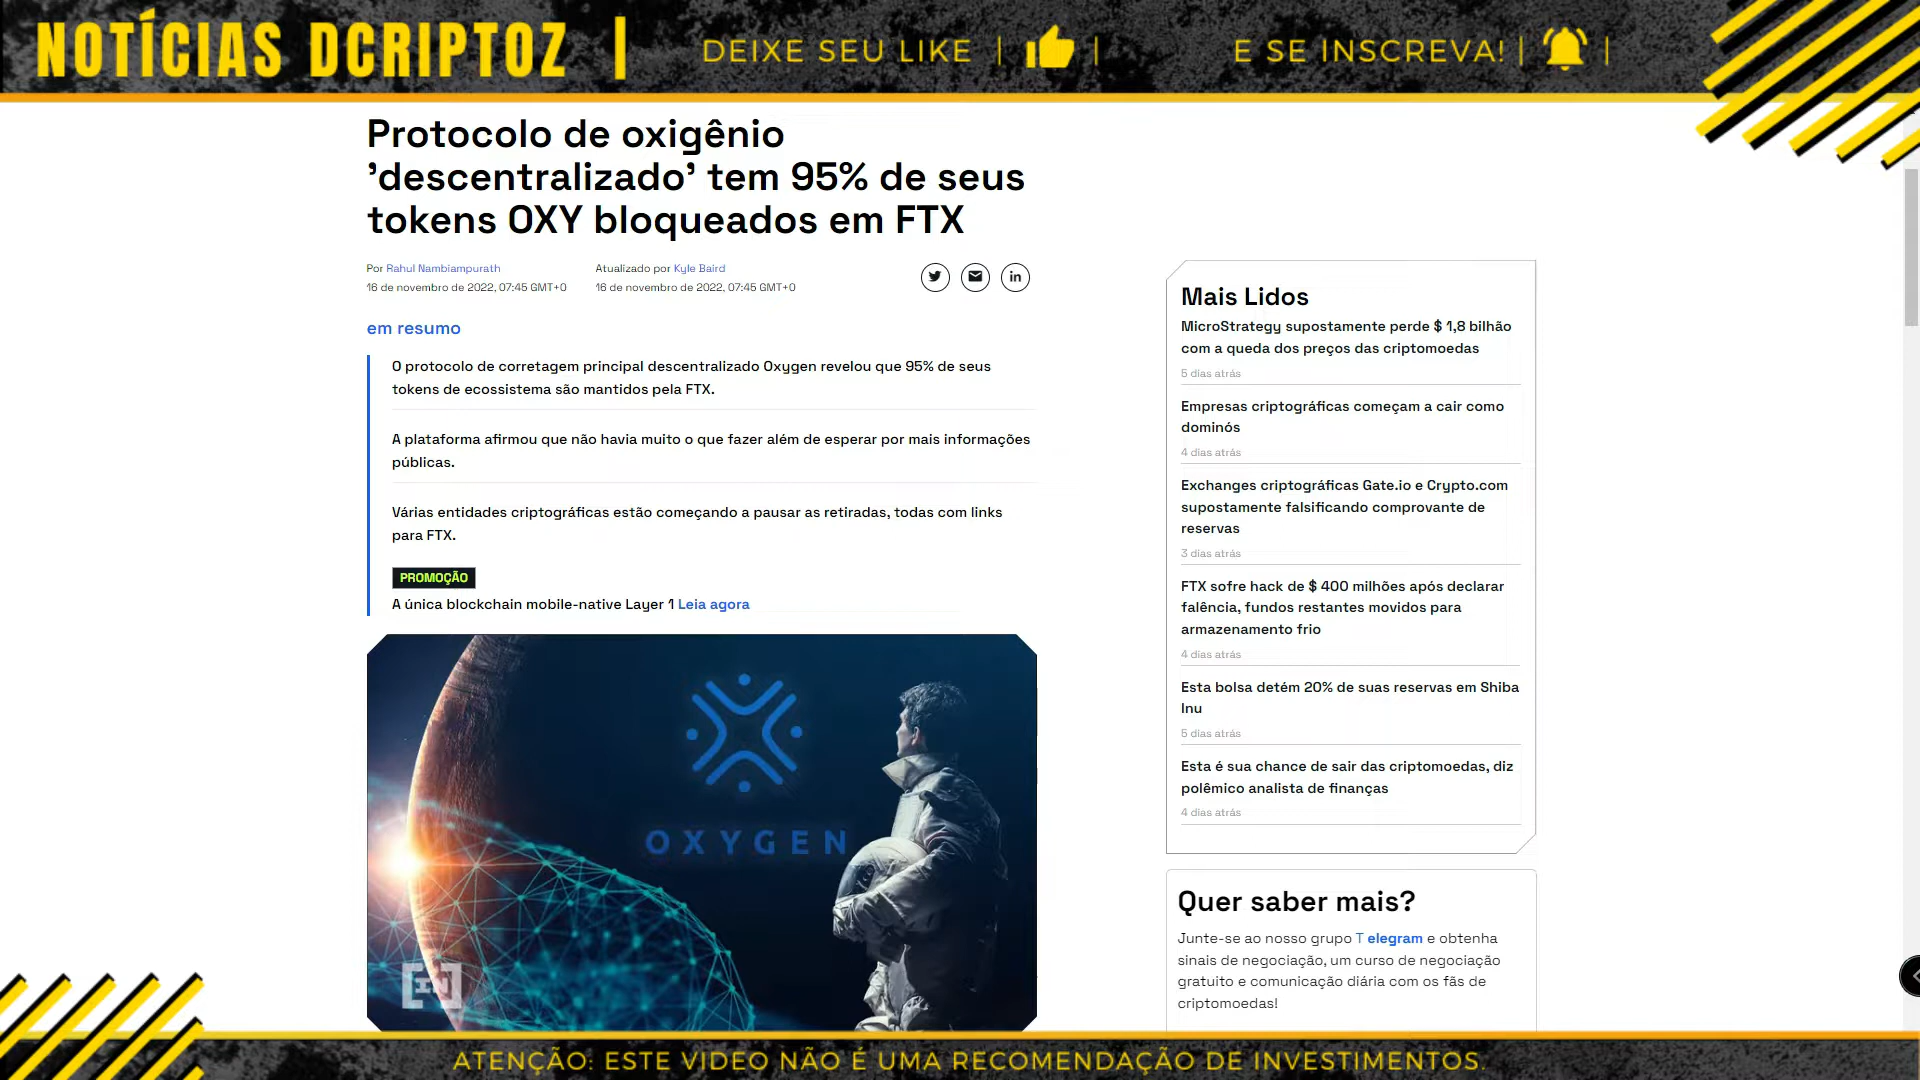 NOTÍCIAS DCRIPTOZ | DEIXE SEU LIKE | | E SE INSCREVA! | |
Protocolo de oxigênio
'descentralizado' tem 95% de seus
tokens OXY bloqueados em FTX
Por Rahul Nambiampurath
16 de novembro de 2022, 07:45 GMT+0
Atualizado por Kyle Baird
16 de novembro de 2022, 07:45 GMT+0
em resumo
O protocolo de corretagem principal descentralizado Oxygen revelou que 95% de seus
tokens de ecossistema são mantidos pela FTX.
A plataforma afirmou que não havia muito o que fazer além de esperar por mais informações
públicas.
Várias entidades criptográficas estão começando a pausar as retiradas, todas com links
para FTX.
PROMOÇÃO
A única blockchain mobile-native Layer 1 Leia agora
OXYGEN
[IN]
Mais Lidos
MicroStrategy supostamente perde $ 1,8 bilhão
com a queda dos preços das criptomoedas
5 dias atrás
Empresas criptográficas começam a cair como
dominós
4 dias atrás
Exchanges criptográficas Gate.io e Crypto.com
supostamente falsificando comprovante de
reservas
3 dias atrás
FTX sofre hack de $ 400 milhões após declarar
falência, fundos restantes movidos para
armazenamento frio
4 dias atrás
Esta bolsa detém 20% de suas reservas em Shiba
Inu
5 dias atrás
Esta é sua chance de sair das criptomoedas, diz
polêmico analista de finanças
4 dias atrás
Quer saber mais?
Junte-se ao nosso grupo T elegram e obtenha
sinais de negociação, um curso de negociação
gratuito e comunicação diária com os fãs de
criptomoedas!
ATENÇÃO: ESTE VIDEO NÃO É UMA RECOMENDAÇÃO DE INVESTIMENTOS.